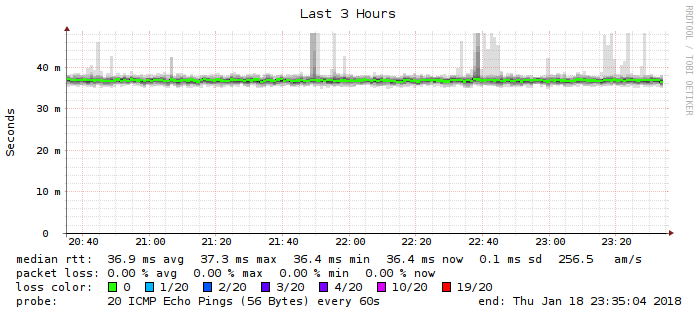 Last 3 Hours
RRDTOOL / TOBI OETIKER
Seconds
40 m
30 m
20 m
10 m
0
20:40 21:00 21:20 21:40 22:00 22:20 22:40 23:00 23:20
median rtt: 36.9 ms avg 37.3 ms max 36.4 ms min 36.4 ms now 0.1 ms sd 256.5 am/s
packet loss: 0.00 % avg 0.00 % max 0.00 % min 0.00 % now
loss color: 0 1/20 2/20 3/20 4/20 10/20 19/20
probe: 20 ICMP Echo Pings (56 Bytes) every 60s end: Thu Jan 18 23:35:04 2018